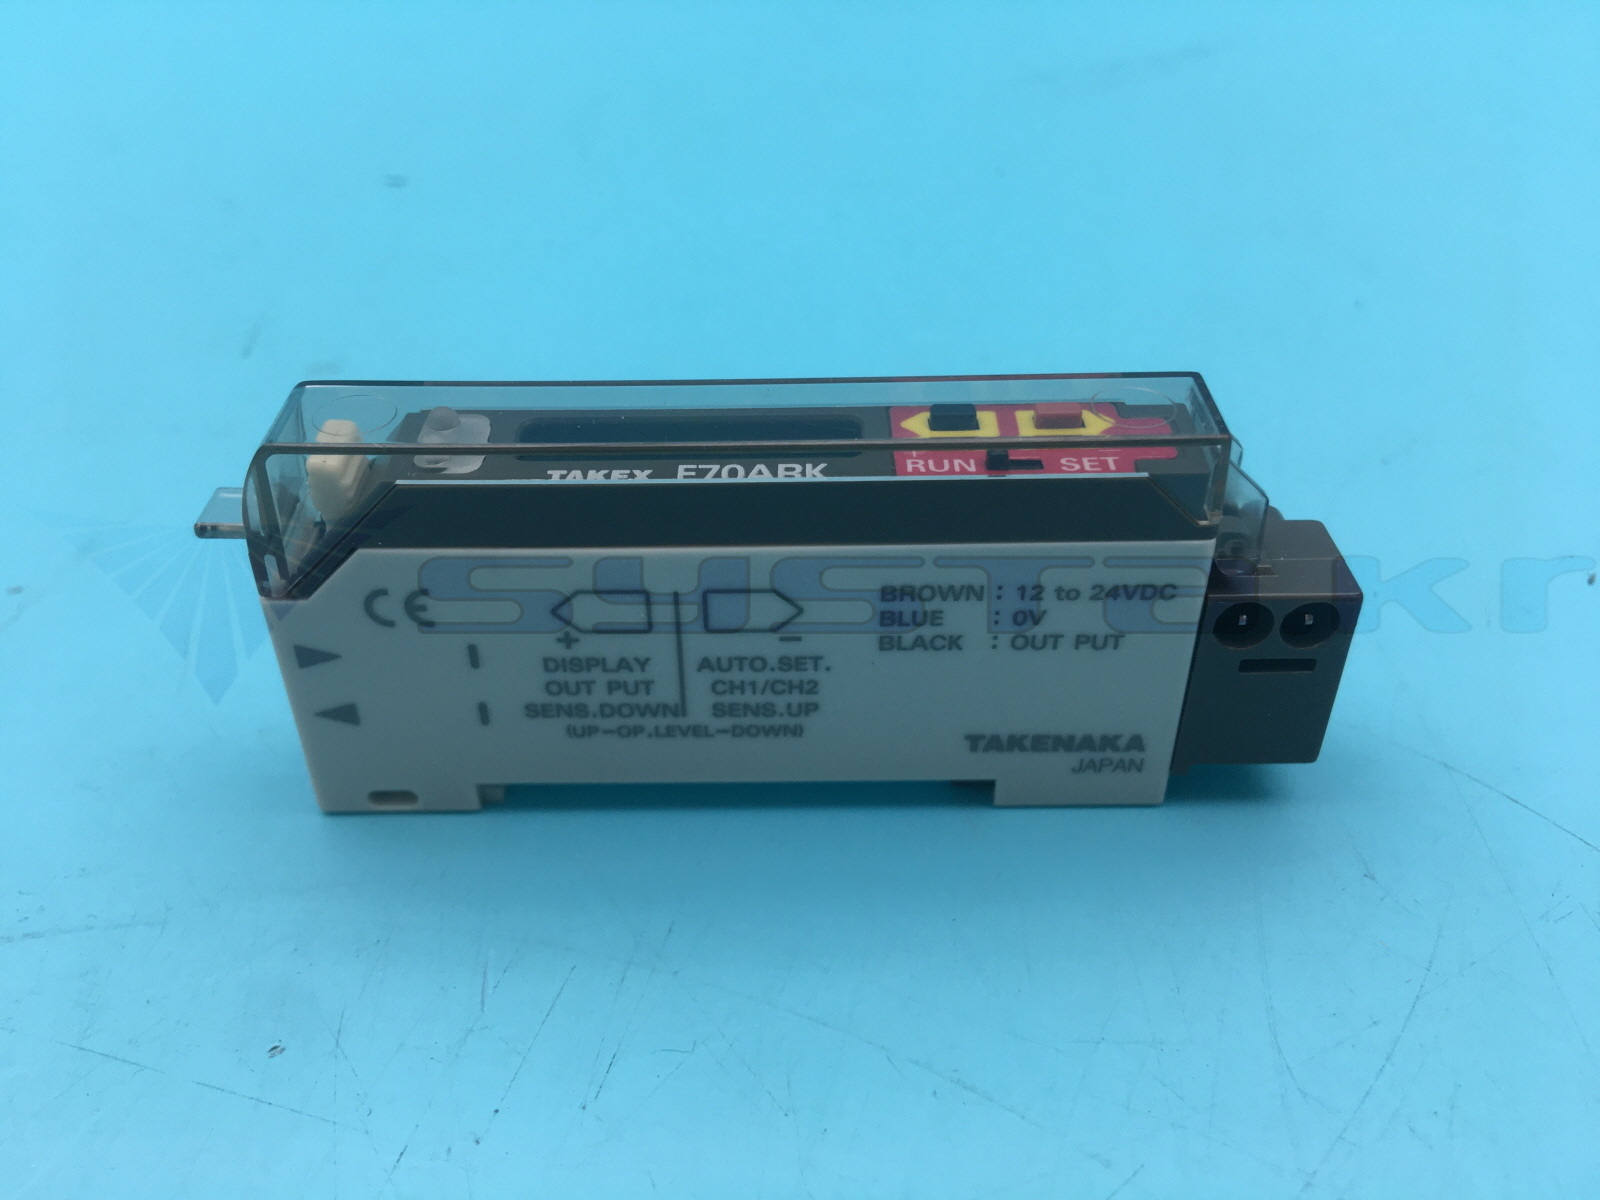 TAKEX F70ARK
RUN SET
CE
+ −
DISPLAY AUTO.SET.
OUT PUT CH1/CH2
SENS.DOWN SENS.UP
(UP-OP.LEVEL-DOWN)
BROWN : 12 to 24VDC
BLUE : 0V
BLACK : OUT PUT
TAKENAKA
JAPAN
systemkr